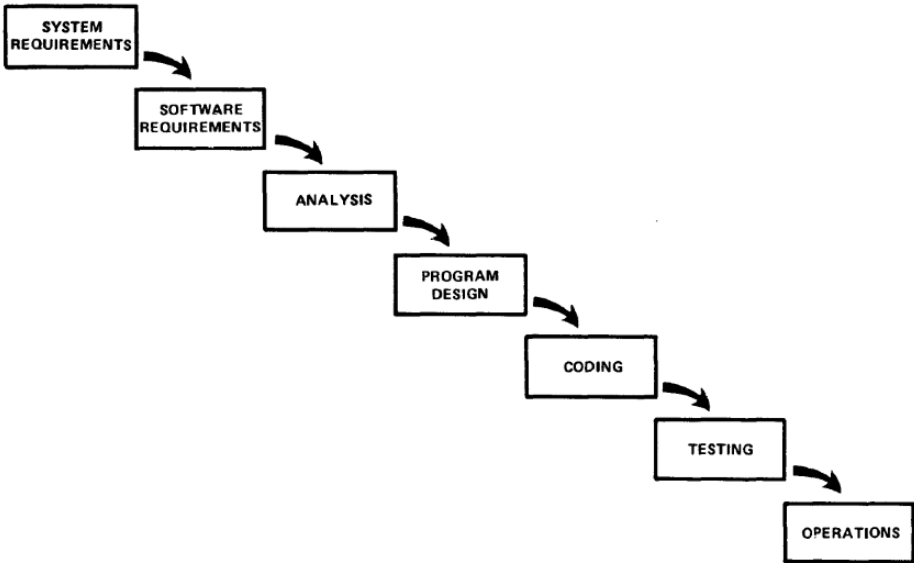 SYSTEM
REQUIREMENTS
SOFTWARE
REQUIREMENTS
ANALYSIS
PROGRAM
DESIGN
CODING
TESTING
OPERATIONS